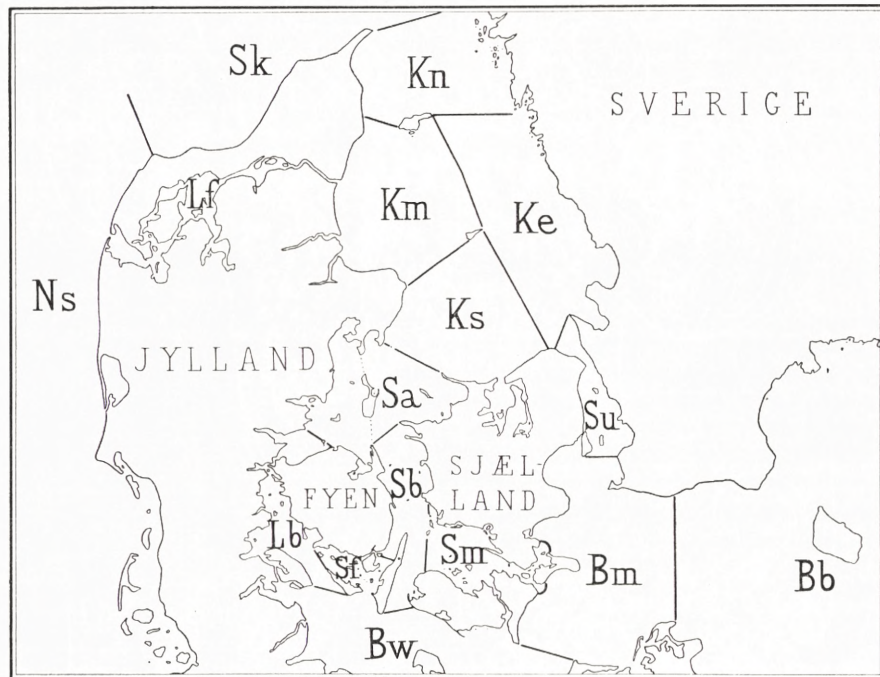 Sk
Kn
SVERIGE
Lf
Km
Ke
Ns
Ks
JYLLAND
Sa
Su
SJÆL-
LAND
FYEN
Sb
Lb
Sf
Sm
Bm
Bb
Bw